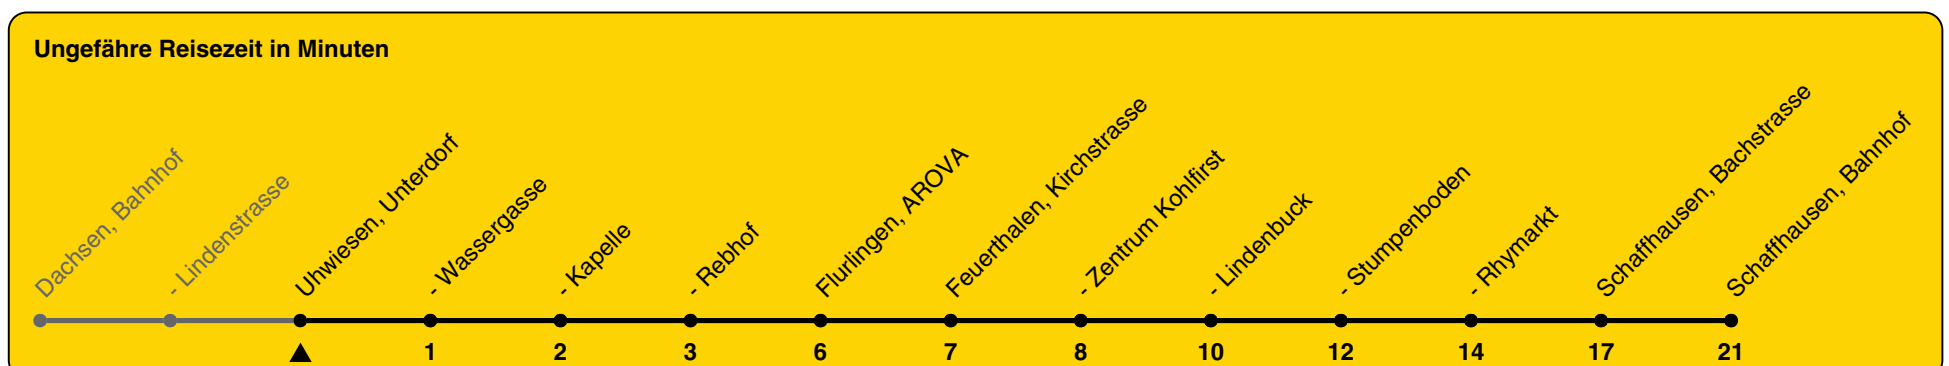 Ungefähre Reisezeit in Minuten
Dachsen, Bahnhof
- Lindenstrasse
Uhwiesen, Unterdorf
- Wassergasse
- Kapelle
- Rebhof
Flurlingen, AROVA
Feuerthalen, Kirchstrasse
- Zentrum Kohlfirst
- Lindenbuck
- Stumpenboden
- Rhymarkt
Schaffhausen, Bachstrasse
Schaffhausen, Bahnhof
1 2 3 6 7 8 10 12 14 17 21